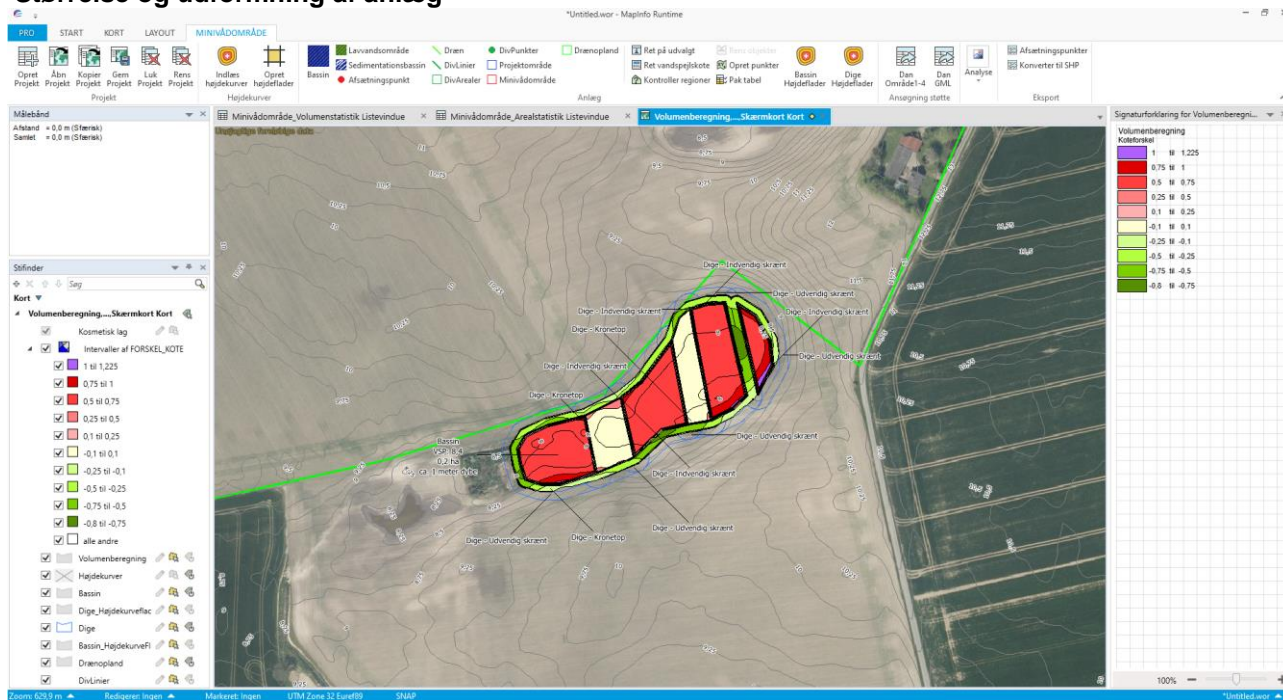 Størrelse og udformning af anlæg
*Untitled.wor - MapInfo Runtime
PRO START KORT LAYOUT MINIVÅDOMRÅDE
Opret Projekt
Åbn Projekt
Kopier Projekt
Gem Projekt
Luk Projekt
Rens Projekt
Projekt
Indlæs højdekurver
Opret højdeflader
Højdekurver
Bassin
Lavvandsområde
Sedimentationsbassin
Afsætningspunkt
Dræn
DivLinier
DivArealer
DivPunkter
Projektområde
Minivådområde
Drænopland
Ret på udvalgt
Ret vandspejlskote
Kontroller regioner
Rens objekter
Opret punkter
Pak tabel
Bassin Højdeflader
Dige Højdeflader
Anlæg
Dan Område1-4
Dan GML
Ansøgning støtte
Analyse
Afsætningspunkter
Konverter til SHP
Eksport
Målebånd
Afstand = 0,0 m (Sfærisk)
Samlet = 0,0 m (Sfærisk)
Minivådområde_Volumenstatistik Listevindue
Minivådområde_Arealstatistik Listevindue
Volumenberegning,...,Skærmkort Kort
Stifinder
Søg
Kort
Volumenberegning,...,Skærmkort Kort
Kosmetisk lag
Intervaller af FORSKEL_KOTE
1 til 1,225
0,75 til 1
0,5 til 0,75
0,25 til 0,5
0,1 til 0,25
-0,1 til 0,1
-0,25 til -0,1
-0,5 til -0,25
-0,75 til -0,5
-0,8 til -0,75
alle andre
Volumenberegning
Højdekurver
Bassin
Dige_Højdekurveflac
Dige
Bassin_HøjdekurveFl
Drænopland
DivLinier
Dige - Indvendig skrænt
Dige - Udvendig skrænt
Dige - Indvendig skrænt
Dige - Indvendig skrænt
Dige - Kronetop
Dige - Udvendig skrænt
Dige - Indvendig skrænt
Dige - Kronetop
Bassin
VSP: 8,4
0,2 ha
ca. 1 meter dybe
Dige - Udvendig skrænt
Dige - Indvendig skrænt
Dige - Udvendig skrænt
Dige - Udvendig skrænt
Dige - Kronetop
Signaturforklaring for Volumenberegni...
Volumenberegning
Koteforskel
1 til 1,225
0,75 til 1
0,5 til 0,75
0,25 til 0,5
0,1 til 0,25
-0,1 til 0,1
-0,25 til -0,1
-0,5 til -0,25
-0,75 til -0,5
-0,8 til -0,75
100%
Zoom: 629,9 m
Redigerer: Ingen
Markeret: Ingen
UTM Zone 32 Euref89
SNAP
*Untitled.wor